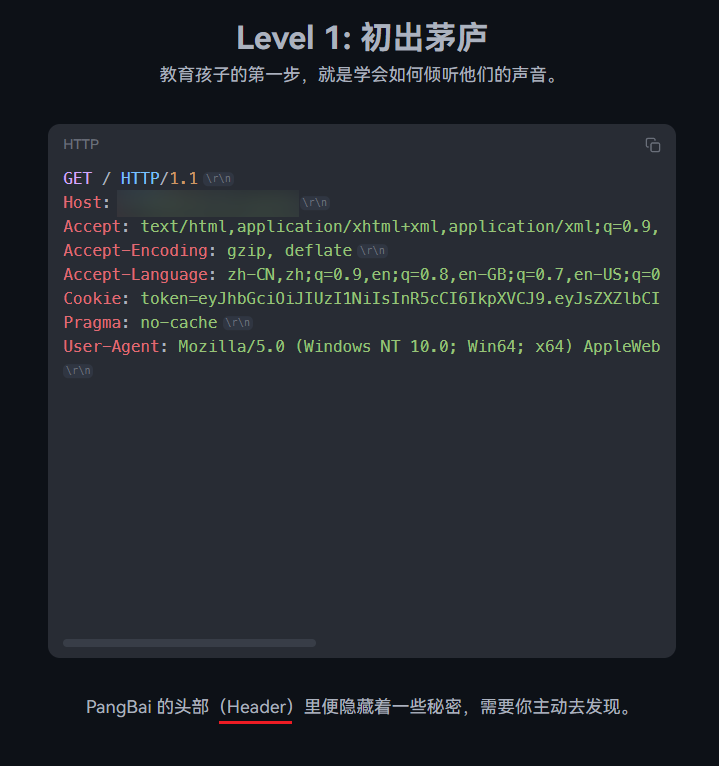 Level 1: 初出茅庐
教育孩子的第一步，就是学会如何倾听他们的声音。
HTTP
GET / HTTP/1.1 \r\n
Host: \r\n
Accept: text/html,application/xhtml+xml,application/xml;q=0.9,
Accept-Encoding: gzip, deflate \r\n
Accept-Language: zh-CN,zh;q=0.9,en;q=0.8,en-GB;q=0.7,en-US;q=0
Cookie: token=eyJhbGciOiJIUzI1NiIsInR5cCI6IkpXVCJ9.eyJsZXZlbCI
Pragma: no-cache \r\n
User-Agent: Mozilla/5.0 (Windows NT 10.0; Win64; x64) AppleWeb
\r\n
PangBai 的头部（Header）里便隐藏着一些秘密，需要你主动去发现。